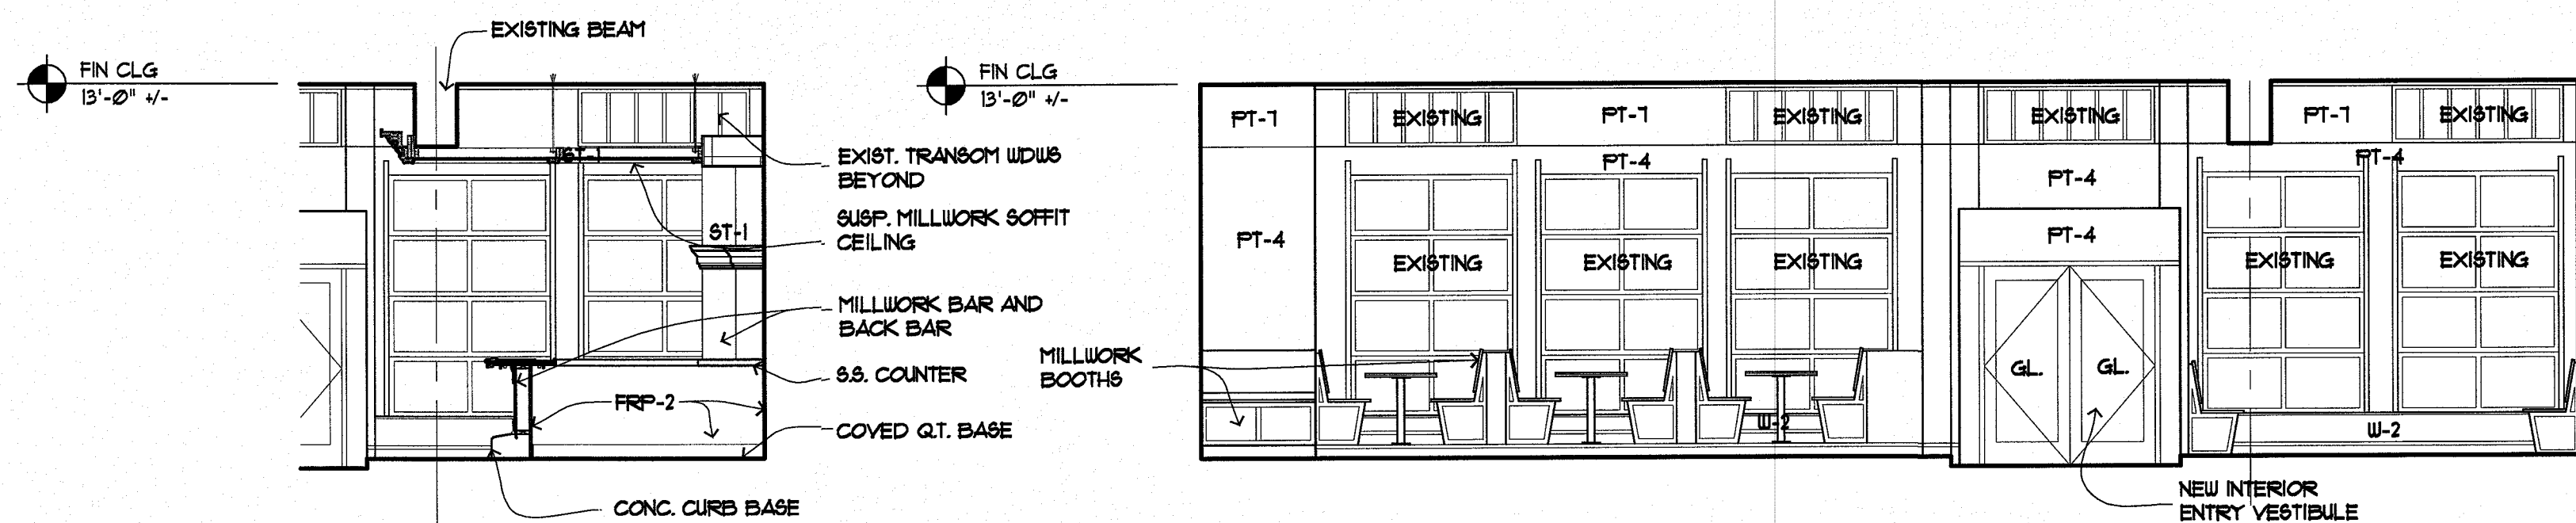 EXISTING BEAM
FIN CLG
13'-0" +/-
ST-1
EXIST. TRANSOM WDWS
BEYOND
SUSP. MILLWORK SOFFIT
CEILING
ST-1
MILLWORK BAR AND
BACK BAR
S.S. COUNTER
FRP-2
COVED Q.T. BASE
CONC. CURB BASE
FIN CLG
13'-0" +/-
PT-7 EXISTING PT-7 EXISTING EXISTING PT-7 EXISTING
PT-4 PT-4
PT-4
PT-4 PT-4
EXISTING EXISTING EXISTING EXISTING EXISTING
MILLWORK
BOOTHS
GL. GL.
W-2 W-2
NEW INTERIOR
ENTRY VESTIBULE